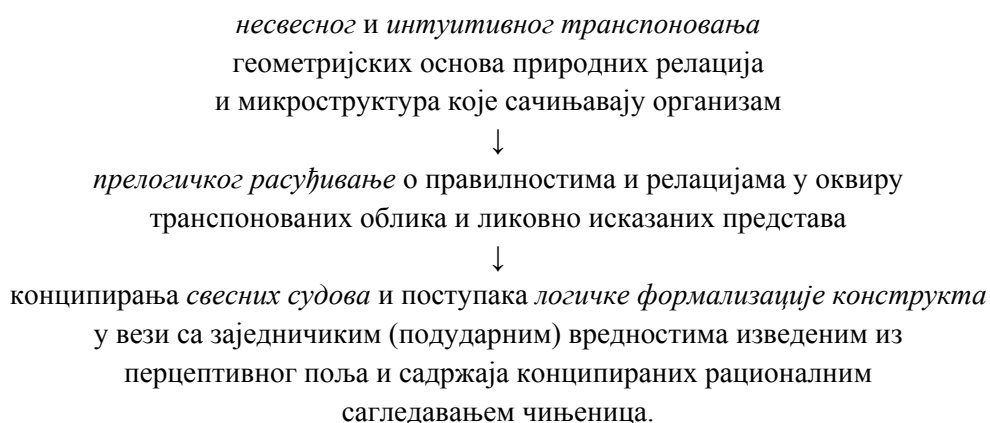 несвесног и интуитивног транспоновања
геометријских основа природних релација
и микроструктура које сачињавају организам
↓
прелогичког расуђивање о правилностима и релацијама у оквиру
транспонованих облика и ликовно исказаних представа
↓
конципирања свесних судова и поступака логичке формализације конструкта
у вези са заједничиким (подударним) вредностима изведеним из
перцептивног поља и садржаја конципираних рационалним
сагледавањем чињеница.